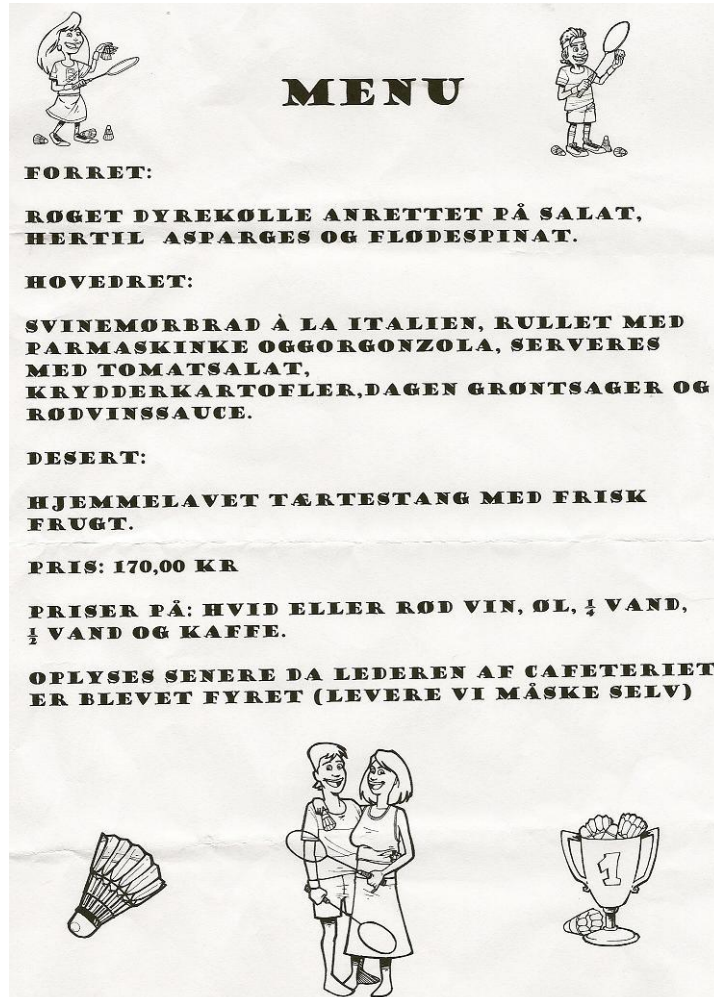 MENU
FORRET:
RØGET DYREKØLLE ANRETTET PÅ SALAT,
HERTIL ASPARGES OG FLØDESPINAT.
HOVEDRET:
SVINEMØRBRAD À LA ITALIEN, RULLET MED
PARMASKINKE OGGORGONZOLA, SERVERES
MED TOMATSALAT,
KRYDDERKARTOFLER,DAGEN GRØNTSAGER OG
RØDVINSSAUCE.
DESERT:
HJEMMELAVET TÆRTESTANG MED FRISK
FRUGT.
PRIS: 170,00 KR
PRISER PÅ: HVID ELLER RØD VIN, ØL, ¼ VAND,
½ VAND OG KAFFE.
OPLYSES SENERE DA LEDEREN AF CAFETERIET
ER BLEVET FYRET (LEVERE VI MÅSKE SELV)
1